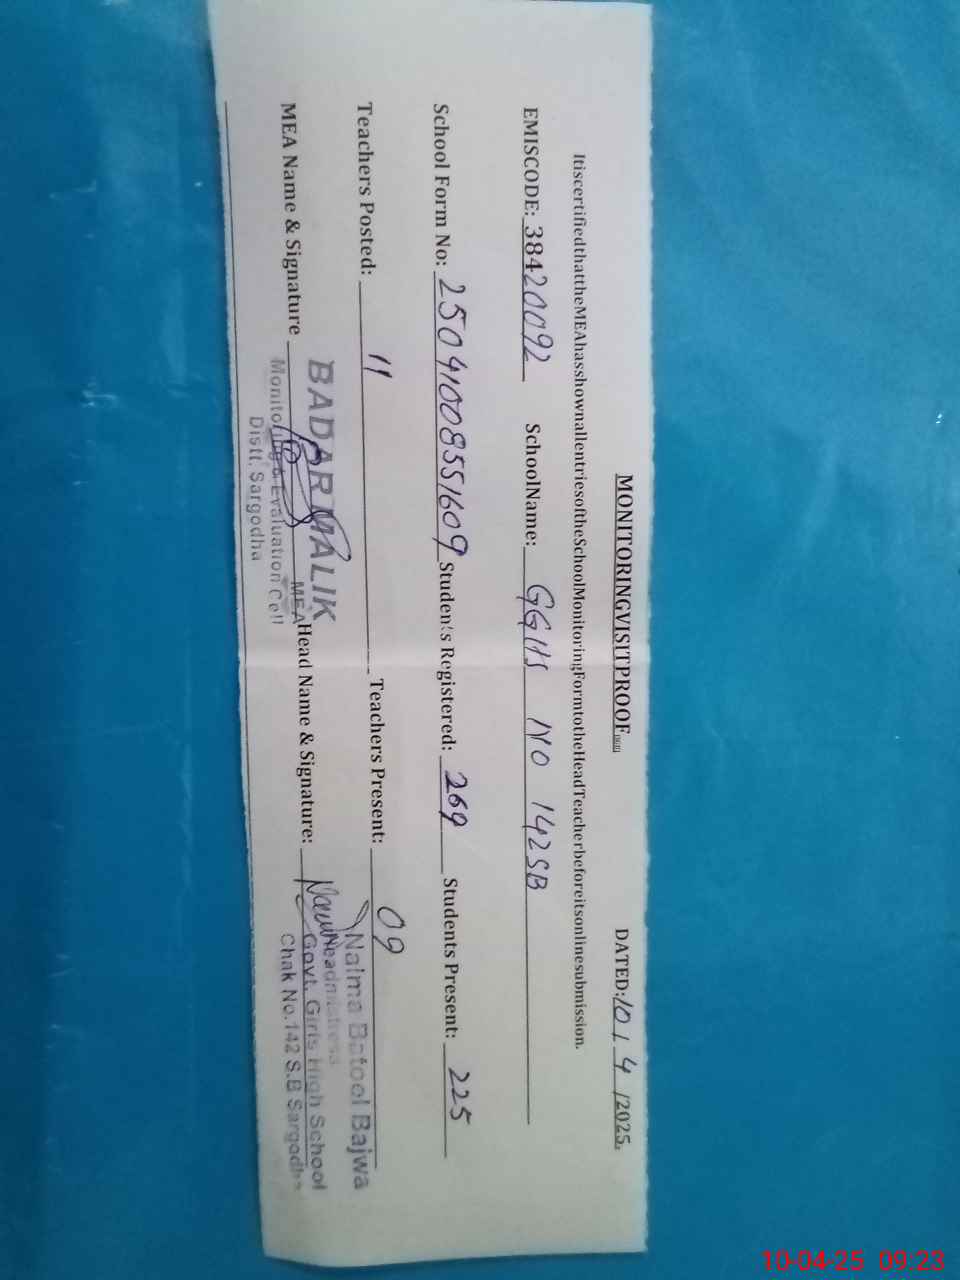 MONITORINGVISITPROOF DATED:10/4/2025.
ItiscertifiedthattheMEAhasshownallentriesoftheSchoolMonitoringFormtotheHeadTeacherbeforeitsonlinesubmission.
EMISCODE: 38420092 SchoolName: GGHS NO 142SB
School Form No: 25041008551609 Students Registered: 269 Students Present: 225
Teachers Posted: 11 Teachers Present: 09
MEA Name & Signature Head Name & Signature:
BADAR MALIK
MEA
Monitoring & Evaluation Cell
Distt. Sargodha
Naima Batool Bajwa
Headmistress
Govt. Girls High School
Chak No.142 S.B Sargodha
10-04-25 09:23